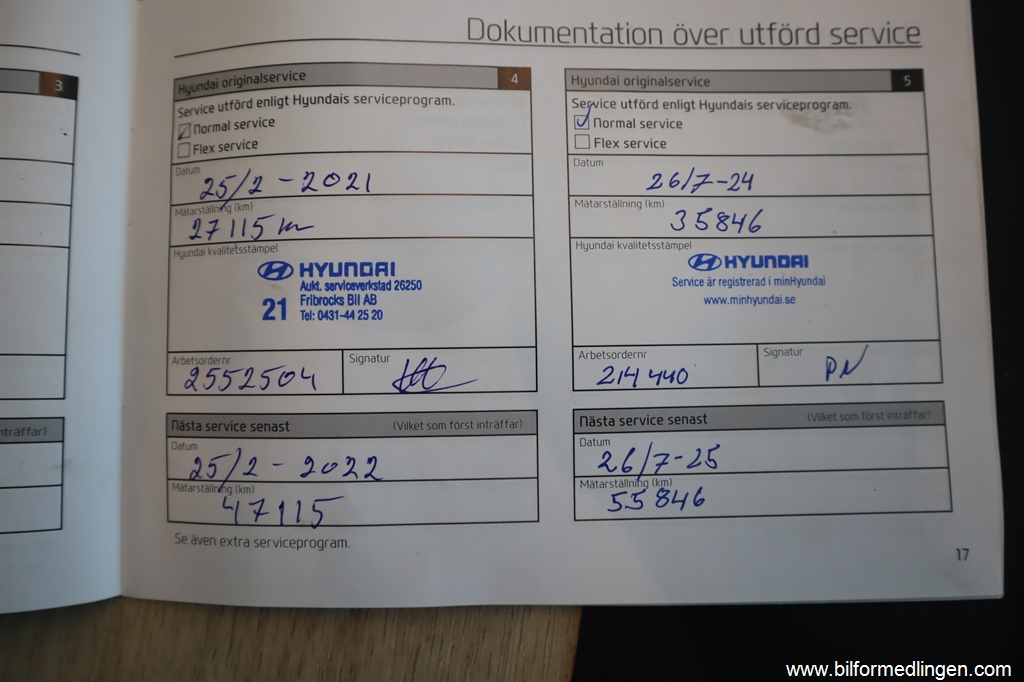 Dokumentation över utförd service
3
nträffar)
Hyundai originalservice 4
Service utförd enligt Hyundais serviceprogram.
Normal service
Flex service
Datum
25/2 - 2021
Mätarställning (km)
27115 km
Hyundai kvalitetsstämpel
HYUNDAI
Aukt. serviceverkstad 26250
21 Fribrocks Bil AB
Tel: 0431-44 25 20
Arbetsordernr Signatur
2552504
Nästa service senast (Vilket som först inträffar)
Datum
25/2 - 2022
Mätarställning (km)
47115
Se även extra serviceprogram.
Hyundai originalservice 5
Service utförd enligt Hyundais serviceprogram.
Normal service
Flex service
Datum
26/7-24
Mätarställning (km)
35846
Hyundai kvalitetsstämpel
HYUNDAI
Service är registrerad i minHyundai
www.minhyundai.se
Arbetsordernr Signatur
214440 PN
Nästa service senast (Vilket som först inträffar)
Datum
26/7-25
Mätarställning (km)
55846
17
www.bilformedlingen.com